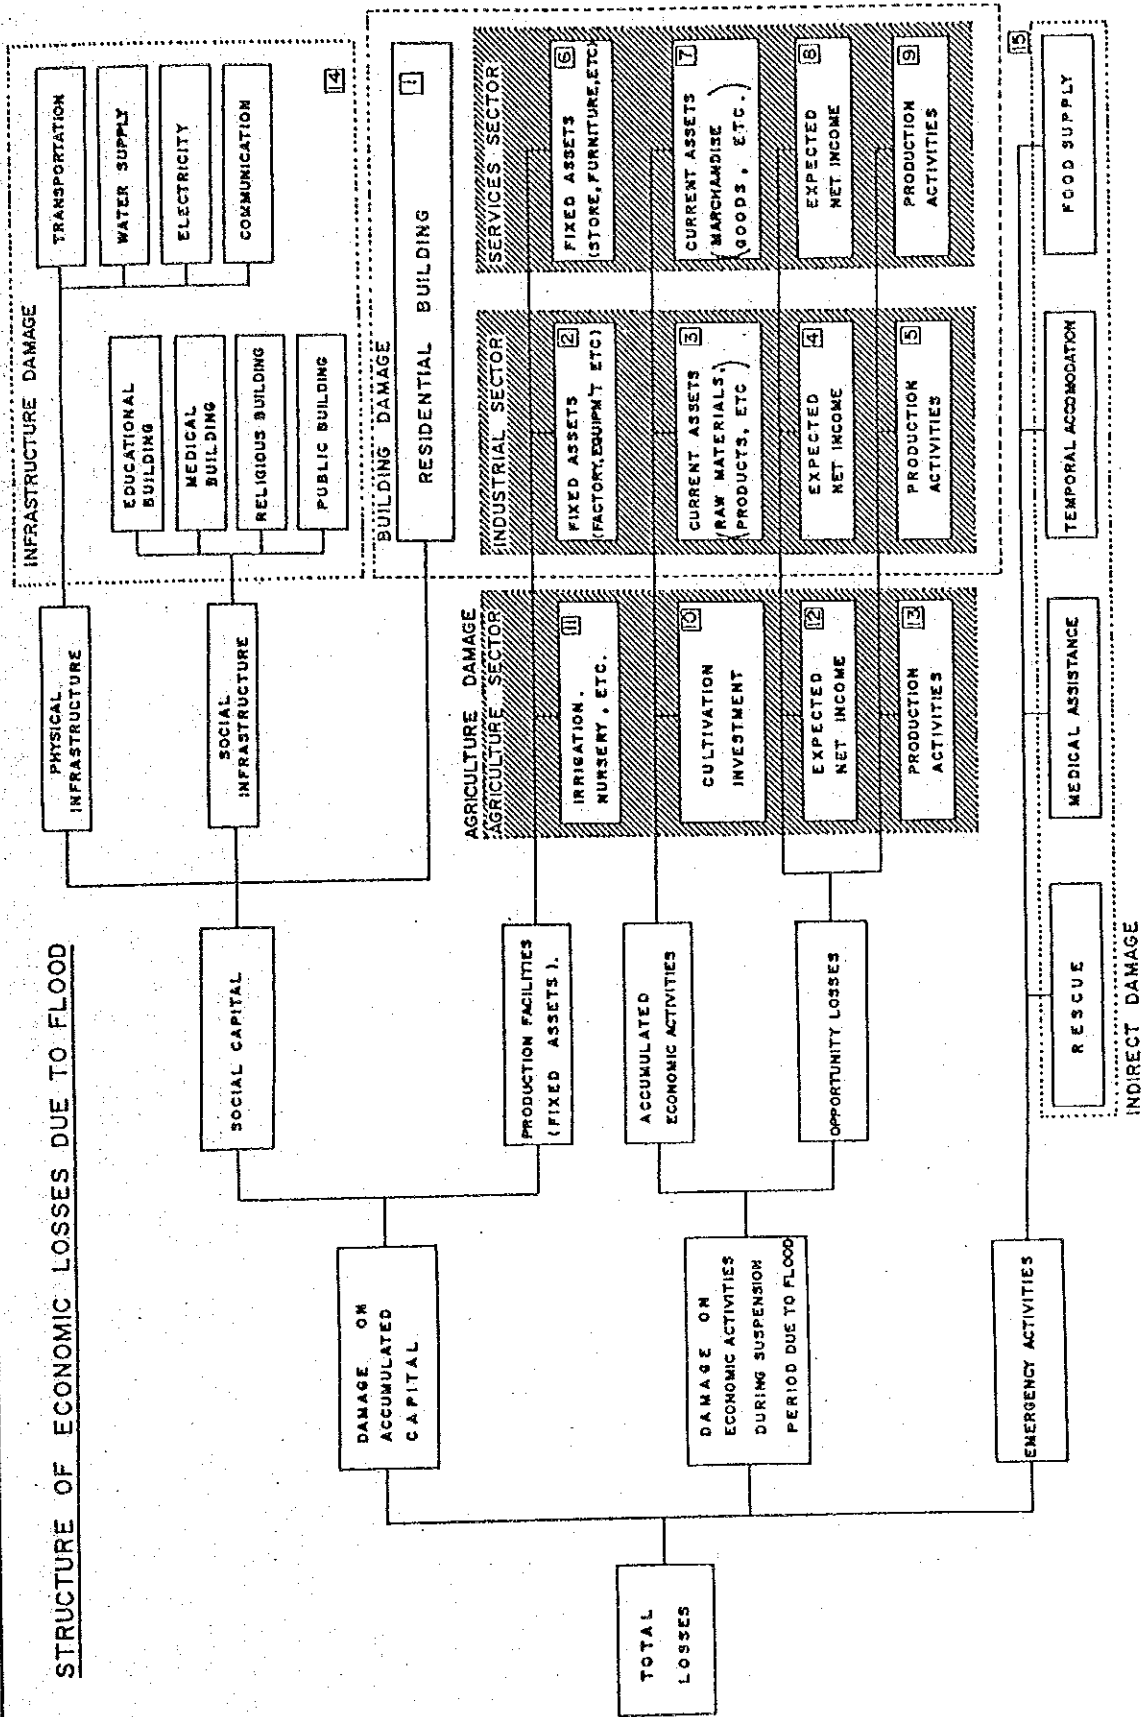 STRUCTURE OF ECONOMIC LOSSES DUE TO FLOOD
TOTAL
LOSSES
DAMAGE ON
ACCUMULATED
CAPITAL
DAMAGE ON
ECONOMIC ACTIVITIES
DURING SUSPENSION
PERIOD DUE TO FLOOD
EMERGENCY ACTIVITIES
SOCIAL CAPITAL
PRODUCTION FACILITIES
(FIXED ASSETS).
ACCUMULATED
ECONOMIC ACTIVITIES
OPPORTUNITY LOSSES
PHYSICAL
INFRASTRUCTURE
SOCIAL
INFRASTRUCTURE
INFRASTRUCTURE DAMAGE
TRANSPORTATION
WATER SUPPLY
ELECTRICITY
COMMUNICATION
EDUCATIONAL
BUILDING
MEDICAL
BUILDING
RELIGIOUS BUILDING
PUBLIC BUILDING
14
BUILDING DAMAGE
RESIDENTIAL BUILDING
1
AGRICULTURE DAMAGE
AGRICULTURE SECTOR
11
IRRIGATION.
NURSERY, ETC.
10
CULTIVATION
INVESTMENT
12
EXPECTED
NET INCOME
13
PRODUCTION
ACTIVITIES
INDUSTRIAL SECTOR
2
FIXED ASSETS
(FACTORY,EQUIPM'T ETC)
3
CURRENT ASSETS
(RAW MATERIALS,
PRODUCTS, ETC)
4
EXPECTED
NET INCOME
5
PRODUCTION
ACTIVITIES
SERVICES SECTOR
6
FIXED ASSETS
(STORE,FURNITURE,ETC)
7
CURRENT ASSETS
(MARCHANDISE
GOODS, ETC.)
8
EXPECTED
NET INCOME
9
PRODUCTION
ACTIVITIES
15
RESCUE
MEDICAL ASSISTANCE
TEMPORAL ACCOMODATION
FOOD SUPPLY
INDIRECT DAMAGE